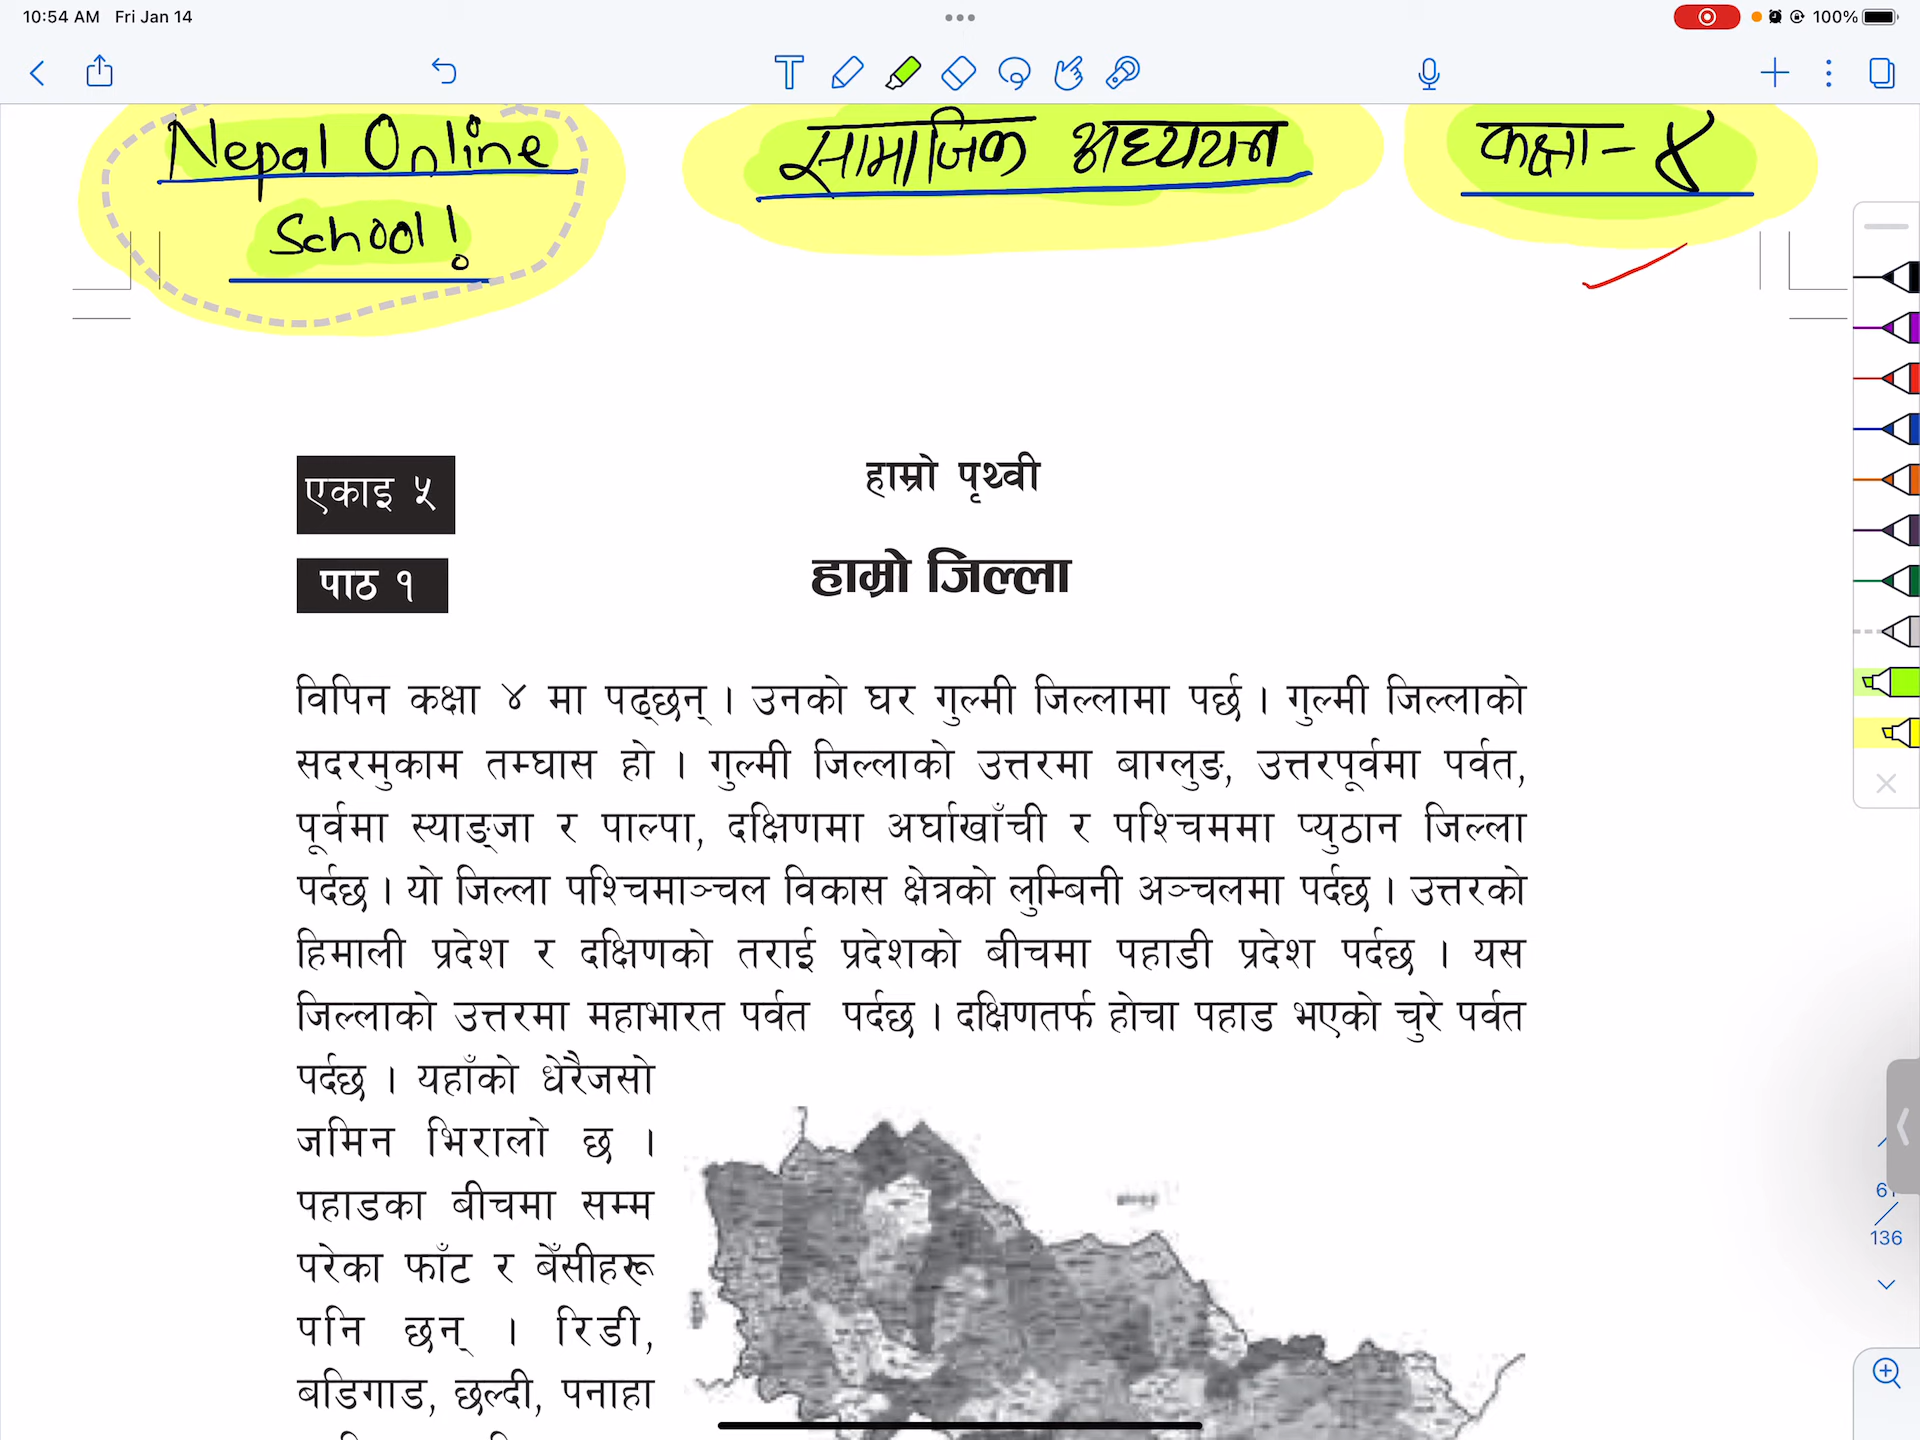 10:54 AM Fri Jan 14
100%
Nepal Online
School!
सामाजिक अध्ययन
कक्षा - ४
एकाइ ५
हाम्रो पृथ्वी
पाठ १
हाम्रो जिल्ला
विपिन कक्षा ४ मा पढ्छन् । उनको घर गुल्मी जिल्लामा पर्छ । गुल्मी जिल्लाको
सदरमुकाम तम्घास हो । गुल्मी जिल्लाको उत्तरमा बाग्लुङ, उत्तरपूर्वमा पर्वत,
पूर्वमा स्याङ्जा र पाल्पा, दक्षिणमा अर्घाखाँची र पश्चिममा प्युठान जिल्ला
पर्दछ । यो जिल्ला पश्चिमाञ्चल विकास क्षेत्रको लुम्बिनी अञ्चलमा पर्दछ । उत्तरको
हिमाली प्रदेश र दक्षिणको तराई प्रदेशको बीचमा पहाडी प्रदेश पर्दछ । यस
जिल्लाको उत्तरमा महाभारत पर्वत पर्दछ । दक्षिणतर्फ होचा पहाड भएको चुरे पर्वत
पर्दछ । यहाँको धेरैजसो
जमिन भिरालो छ ।
पहाडका बीचमा सम्म
परेका फाँट र बेँसीहरू
पनि छन् । रिडी,
बडिगाड, छल्दी, पनाहा
136